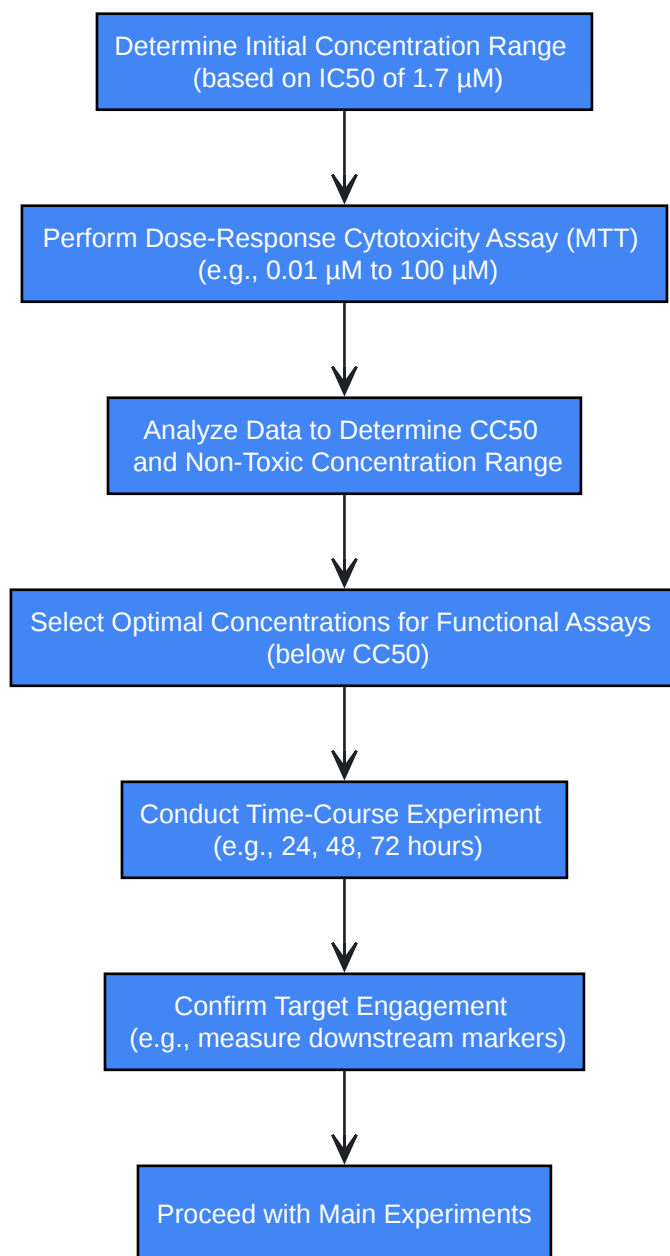 Determine Initial Concentration Range
(based on IC50 of 1.7 µM)
Perform Dose-Response Cytotoxicity Assay (MTT)
(e.g., 0.01 µM to 100 µM)
Analyze Data to Determine CC50
and Non-Toxic Concentration Range
Select Optimal Concentrations for Functional Assays
(below CC50)
Conduct Time-Course Experiment
(e.g., 24, 48, 72 hours)
Confirm Target Engagement
(e.g., measure downstream markers)
Proceed with Main Experiments